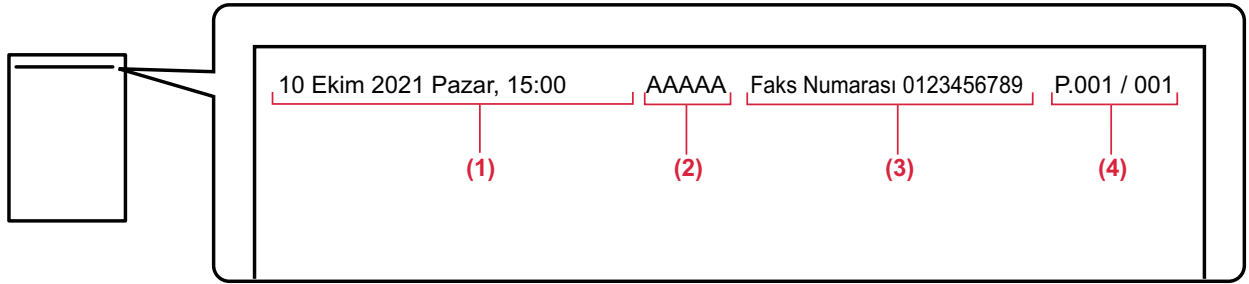 10 Ekim 2021 Pazar, 15:00 AAAAA Faks Numarası 0123456789 P.001 / 001
(1) (2) (3) (4)